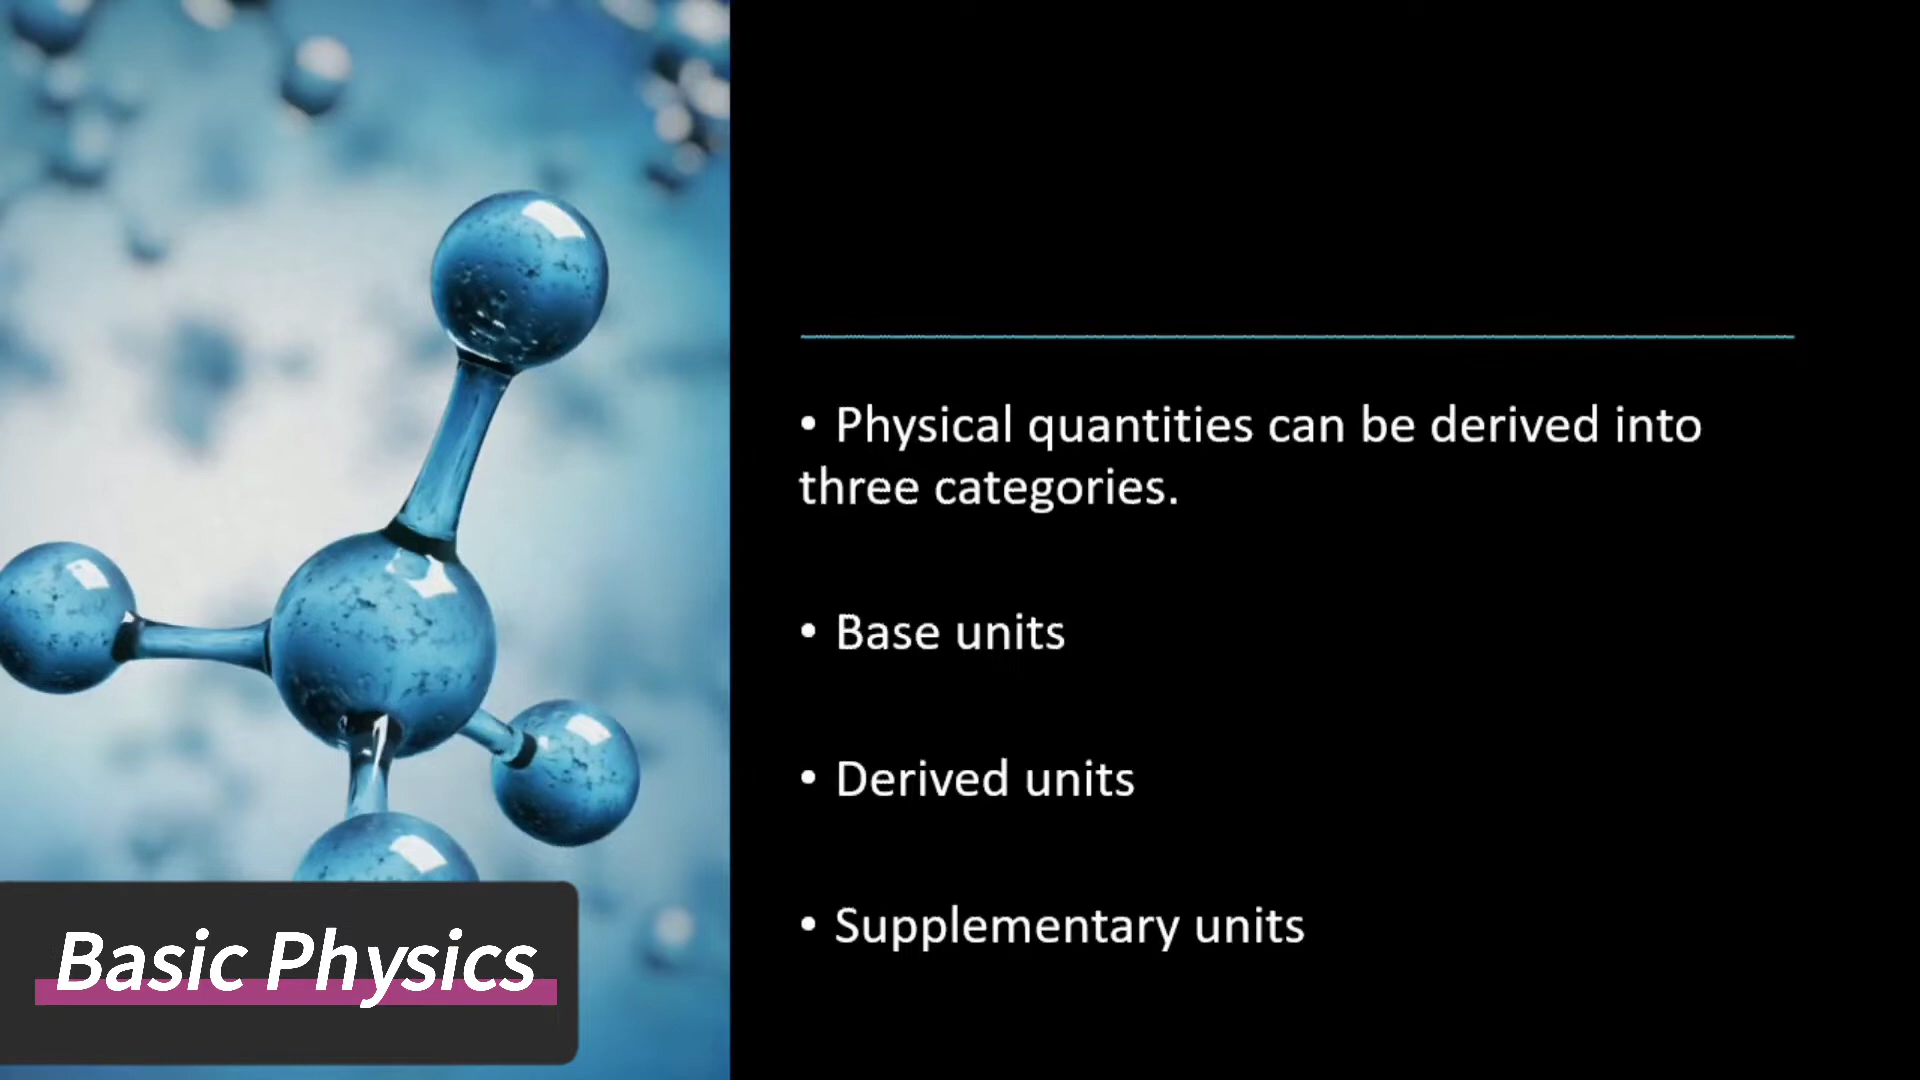 • Physical quantities can be derived into
three categories.
• Base units
• Derived units
• Supplementary units
Basic Physics